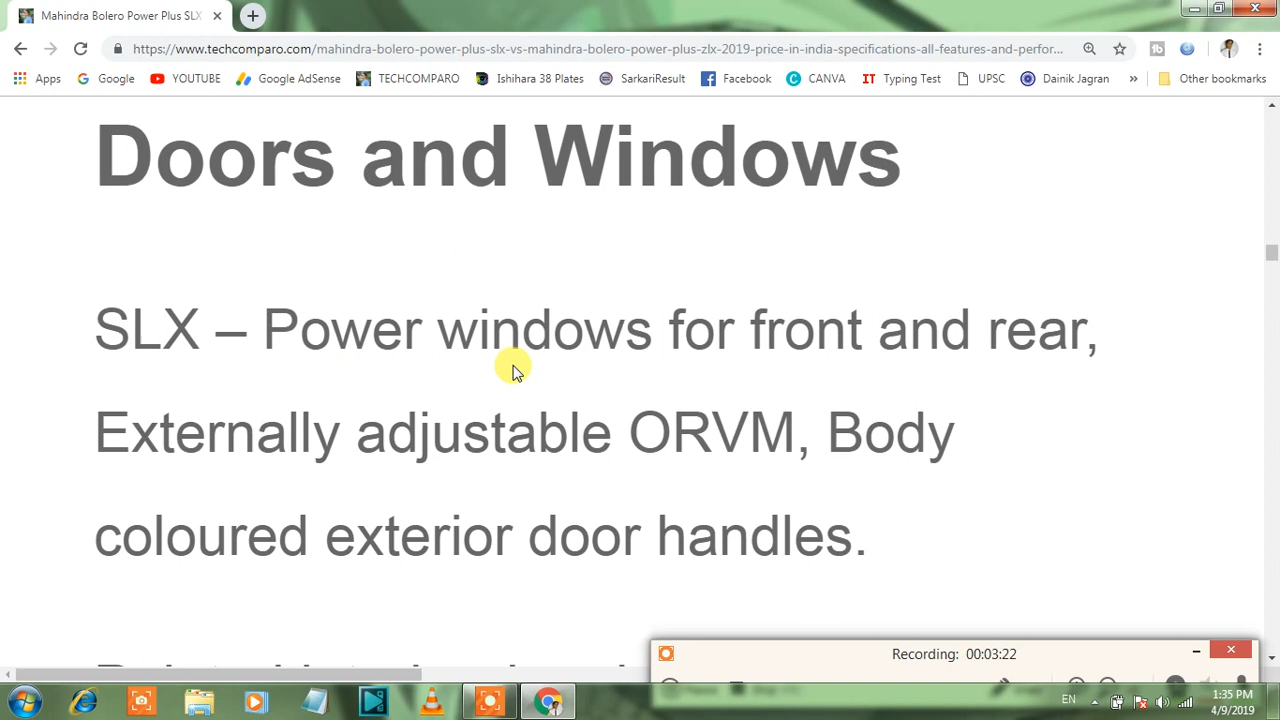 Mahindra Bolero Power Plus SLX
https://www.techcomparo.com/mahindra-bolero-power-plus-slx-vs-mahindra-bolero-power-plus-zlx-2019-price-in-india-specifications-all-features-and-perfor...
Apps Google YOUTUBE Google AdSense TECHCOMPARO Ishihara 38 Plates SarkariResult Facebook CANVA IT Typing Test UPSC Dainik Jagran » Other bookmarks
Doors and Windows
SLX – Power windows for front and rear,
Externally adjustable ORVM, Body
coloured exterior door handles.
Recording: 00:03:22
EN 1:35 PM
4/9/2019